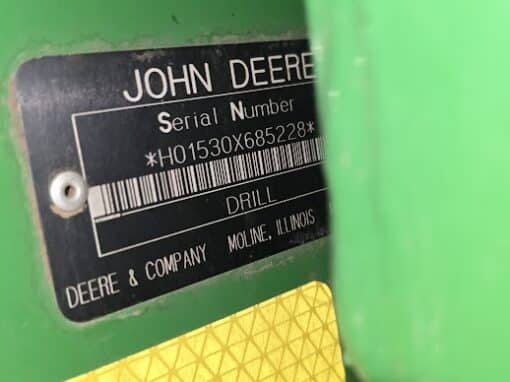 JOHN DEERE
Serial Number
*H01530X685228*
DRILL
DEERE & COMPANY MOLINE, ILLINOIS